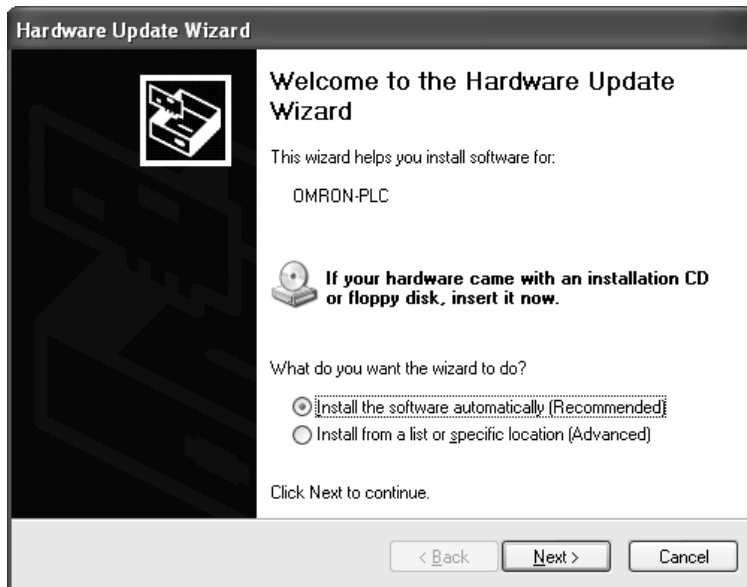 Hardware Update Wizard
Welcome to the Hardware Update
Wizard
This wizard helps you install software for:
OMRON-PLC
If your hardware came with an installation CD
or floppy disk, insert it now.
What do you want the wizard to do?
Install the software automatically (Recommended)
Install from a list or specific location (Advanced)
Click Next to continue.
< Back
Next >
Cancel